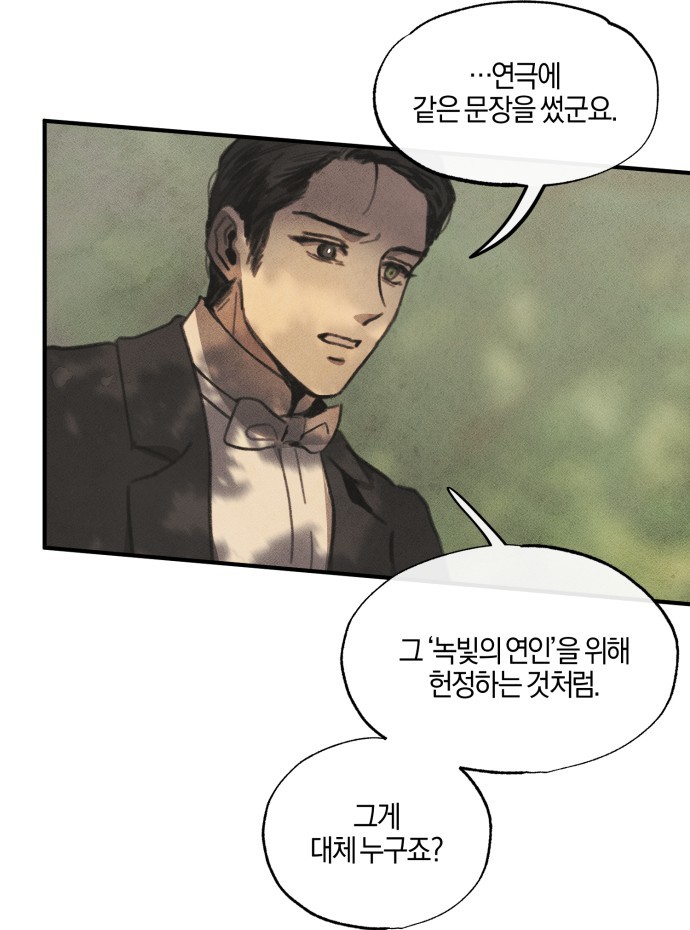 …연극에
같은 문장을 썼군요.
그 ‘녹빛의 연인’을 위해
헌정하는 것처럼.
그게
대체 누구죠?